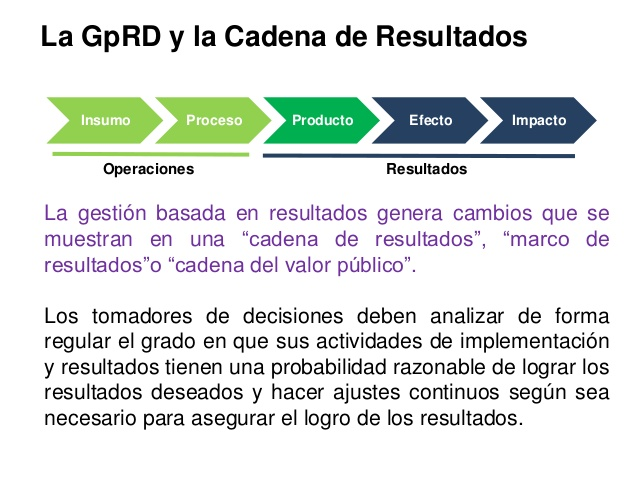 La GpRD y la Cadena de Resultados
Insumo Proceso Producto Efecto Impacto
Operaciones Resultados
La gestión basada en resultados genera cambios que se
muestran en una “cadena de resultados”, “marco de
resultados”o “cadena del valor público”.
Los tomadores de decisiones deben analizar de forma
regular el grado en que sus actividades de implementación
y resultados tienen una probabilidad razonable de lograr los
resultados deseados y hacer ajustes continuos según sea
necesario para asegurar el logro de los resultados.